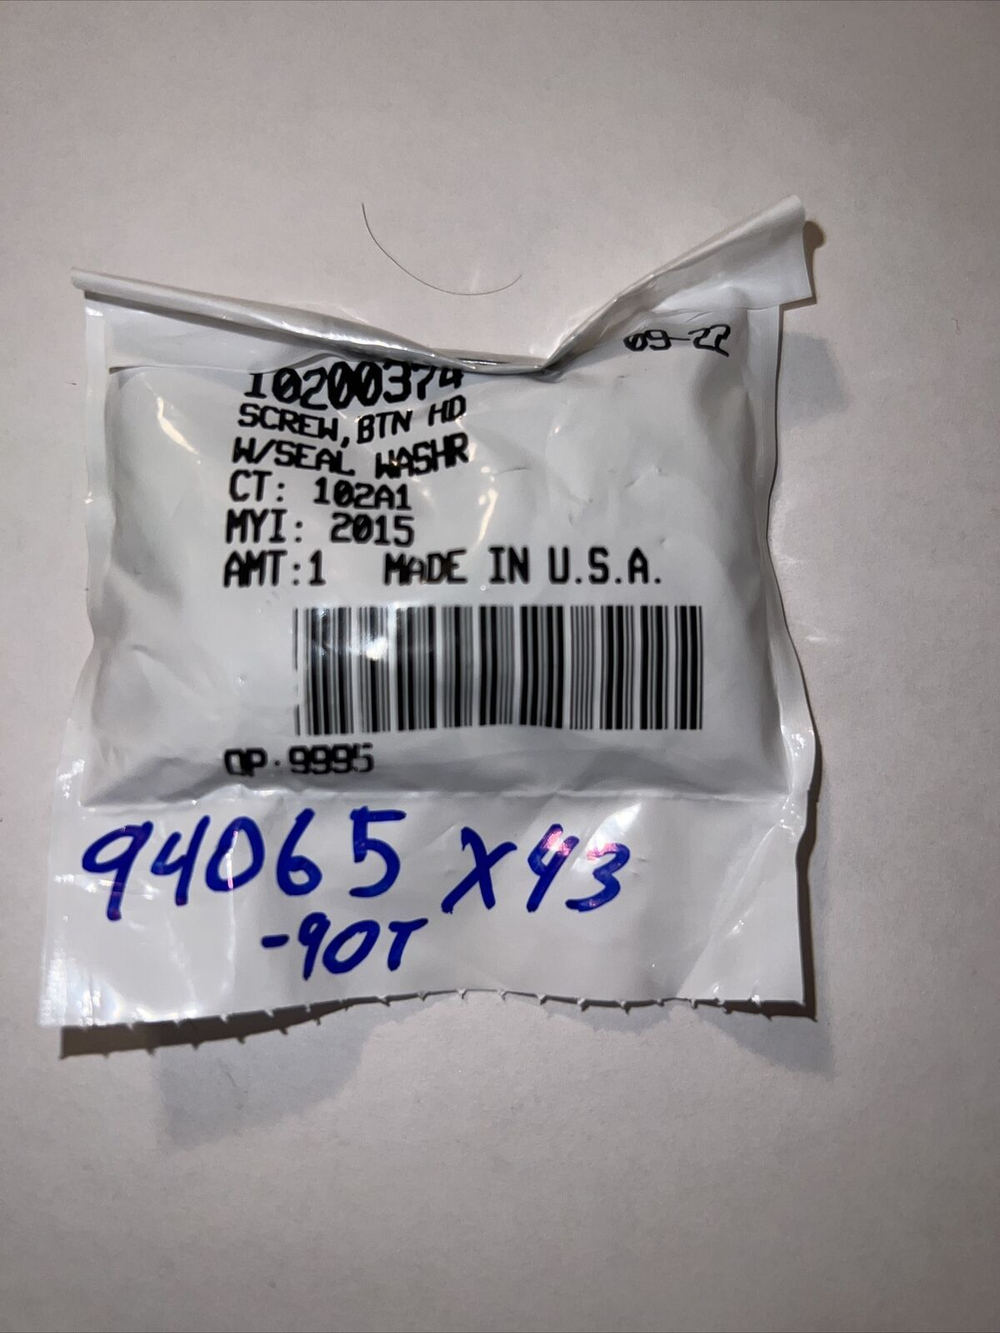 09-22
10200374
SCREW, BTN HD
W/SEAL WASHR
CT: 102A1
MYI: 2015
AMT:1 MADE IN U.S.A.
OP.9995
94065 X43
-90T